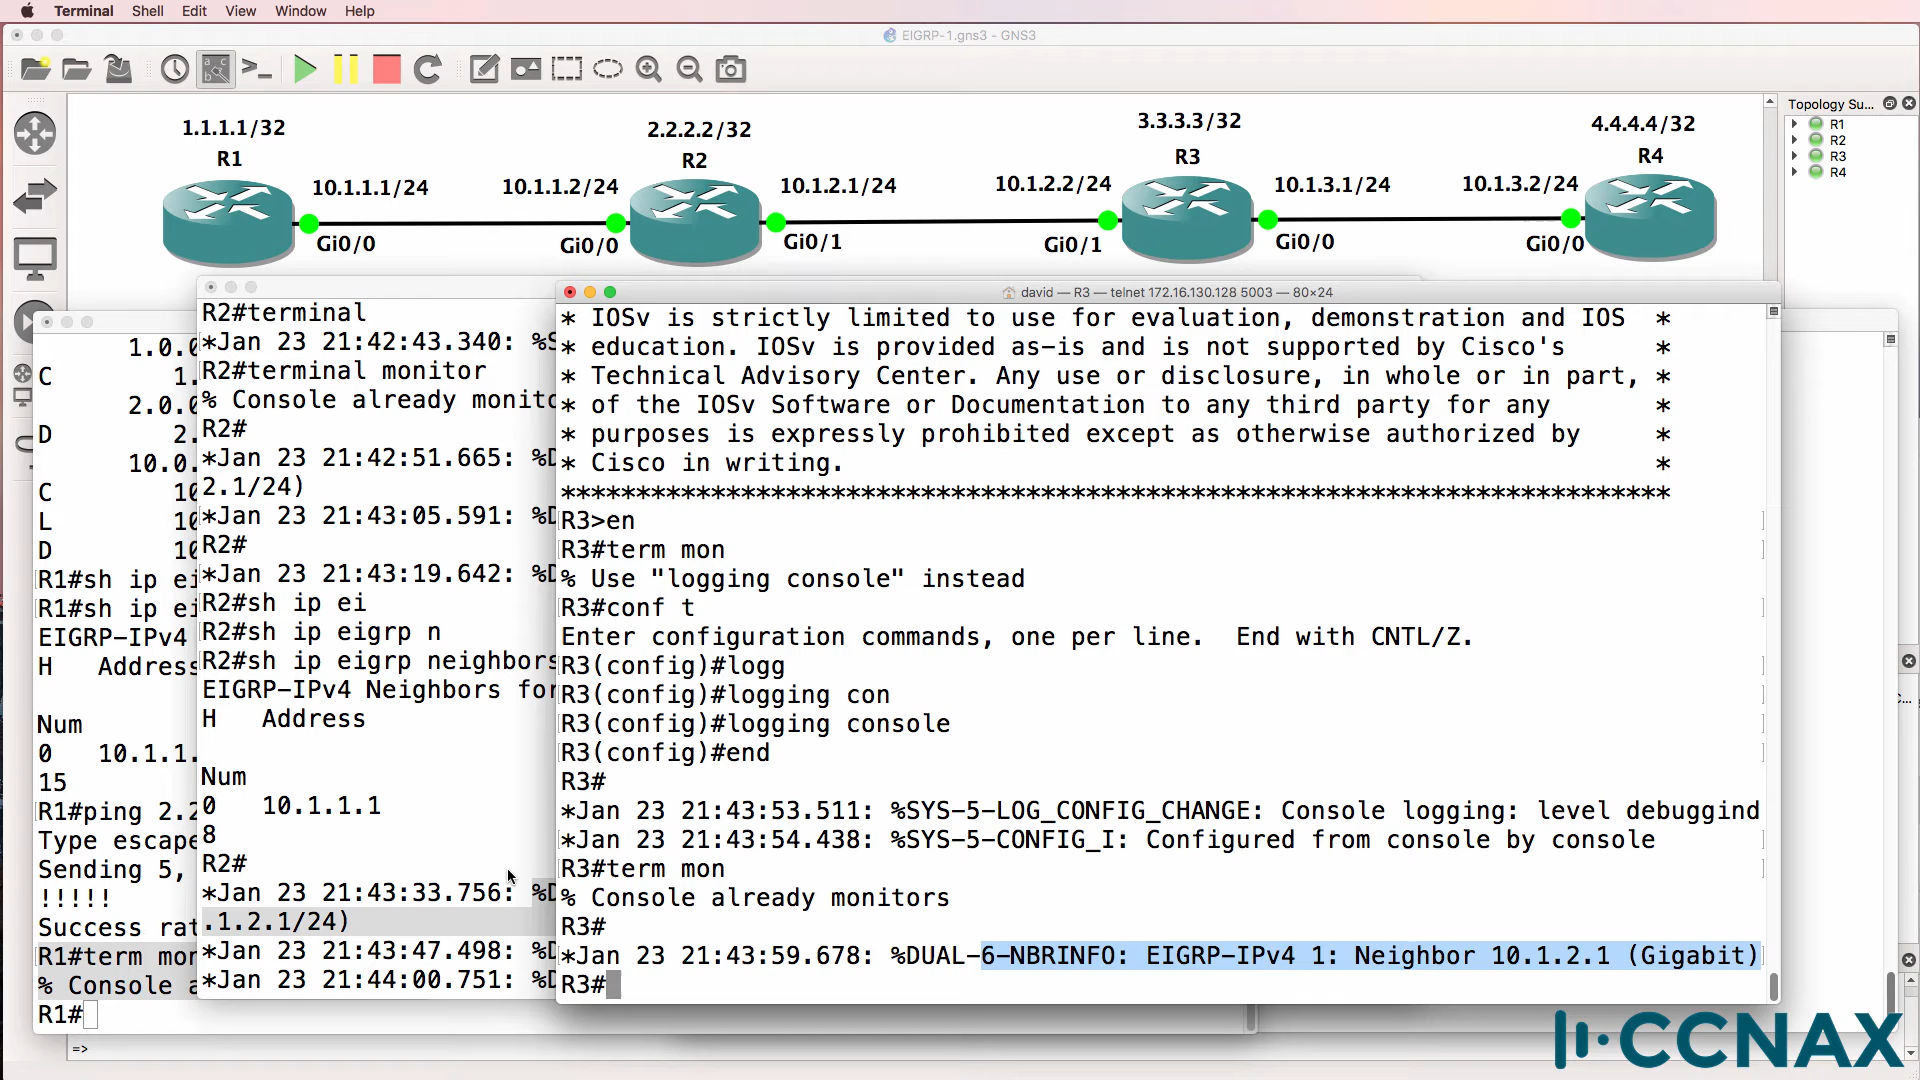 Terminal Shell Edit View Window Help
EIGRP-1.gns3 - GNS3
Topology Su...
R1
R2
R3
R4
1.1.1.1/32
R1
10.1.1.1/24
Gi0/0
2.2.2.2/32
R2
10.1.1.2/24
Gi0/0
10.1.2.1/24
Gi0/1
3.3.3.3/32
R3
10.1.2.2/24
Gi0/1
10.1.3.1/24
Gi0/0
4.4.4.4/32
R4
10.1.3.2/24
Gi0/0
1.0.0
C 1.
2.0.0
D 2.
10.0.
C 10
L 10
D 10
R1#sh ip ei
R1#sh ip ei
EIGRP-IPv4
H Address
Num
0 10.1.1.
15
R1#ping 2.2
Type escape
Sending 5,
!!!!!
Success rat
R1#term mon
% Console a
R1#
R2#terminal
*Jan 23 21:42:43.340: %S
R2#terminal monitor
% Console already monito
R2#
*Jan 23 21:42:51.665: %D
2.1/24)
*Jan 23 21:43:05.591: %D
R2#
*Jan 23 21:43:19.642: %D
R2#sh ip ei
R2#sh ip eigrp n
R2#sh ip eigrp neighbors
EIGRP-IPv4 Neighbors for
H Address
Num
0 10.1.1.1
8
R2#
*Jan 23 21:43:33.756: %D
.1.2.1/24)
*Jan 23 21:43:47.498: %D
*Jan 23 21:44:00.751: %D
david — R3 — telnet 172.16.130.128 5003 — 80×24
* IOSv is strictly limited to use for evaluation, demonstration and IOS *
* education. IOSv is provided as-is and is not supported by Cisco's *
* Technical Advisory Center. Any use or disclosure, in whole or in part, *
* of the IOSv Software or Documentation to any third party for any *
* purposes is expressly prohibited except as otherwise authorized by *
* Cisco in writing. *
**************************************************************************
R3>en
R3#term mon
% Use "logging console" instead
R3#conf t
Enter configuration commands, one per line. End with CNTL/Z.
R3(config)#logg
R3(config)#logging con
R3(config)#logging console
R3(config)#end
R3#
*Jan 23 21:43:53.511: %SYS-5-LOG_CONFIG_CHANGE: Console logging: level debuggind
*Jan 23 21:43:54.438: %SYS-5-CONFIG_I: Configured from console by console
R3#term mon
% Console already monitors
R3#
*Jan 23 21:43:59.678: %DUAL-6-NBRINFO: EIGRP-IPv4 1: Neighbor 10.1.2.1 (Gigabit)
R3#
=>
CCNAX